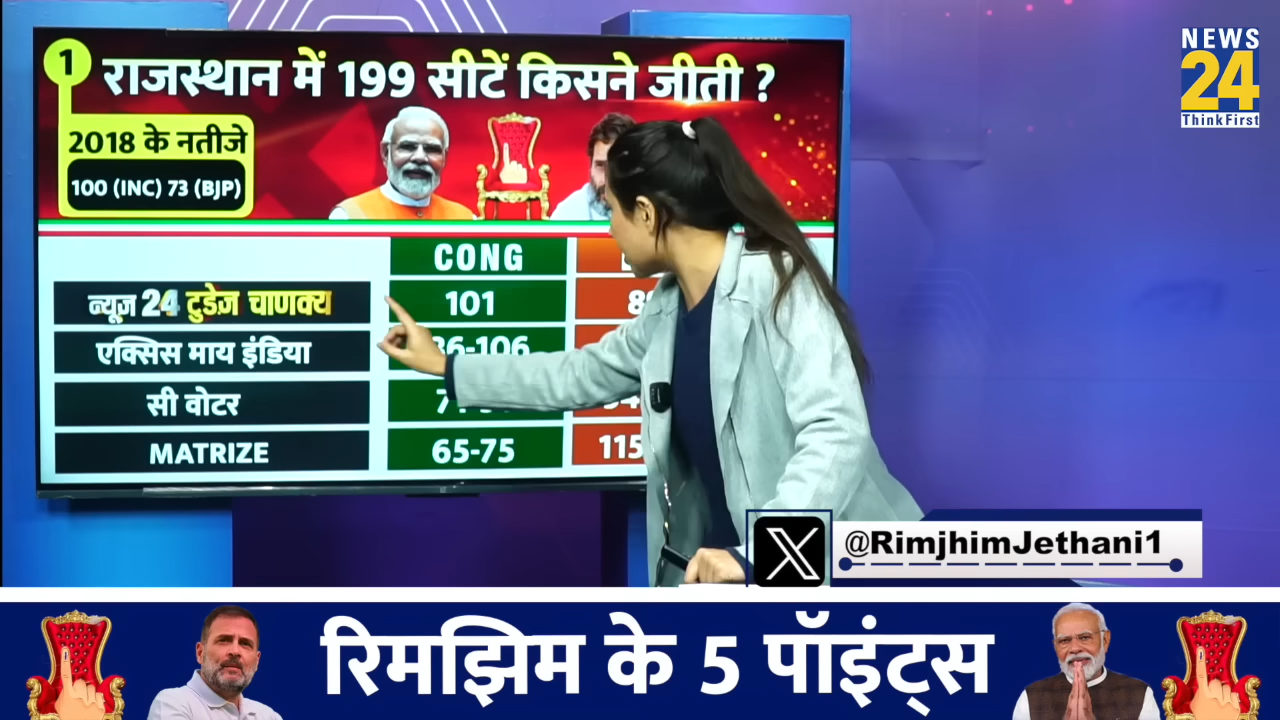 1
राजस्थान में 199 सीटें किसने जीती ?
2018 के नतीजे
100 (INC) 73 (BJP)
CONG
न्यूज़ 24 टुडेज़ चाणक्य 101
एक्सिस माय इंडिया
सी वोटर
MATRIZE 65-75
NEWS
24
ThinkFirst
X
@RimjhimJethani1
रिमझिम के 5 पॉइंट्स